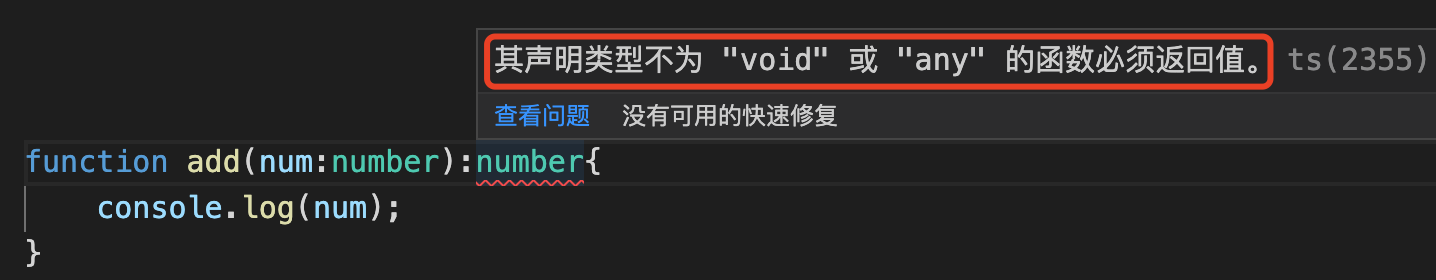 其声明类型不为 "void" 或 "any" 的函数必须返回值。 ts(2355)
查看问题 没有可用的快速修复
function add(num:number):number{
    console.log(num);
}